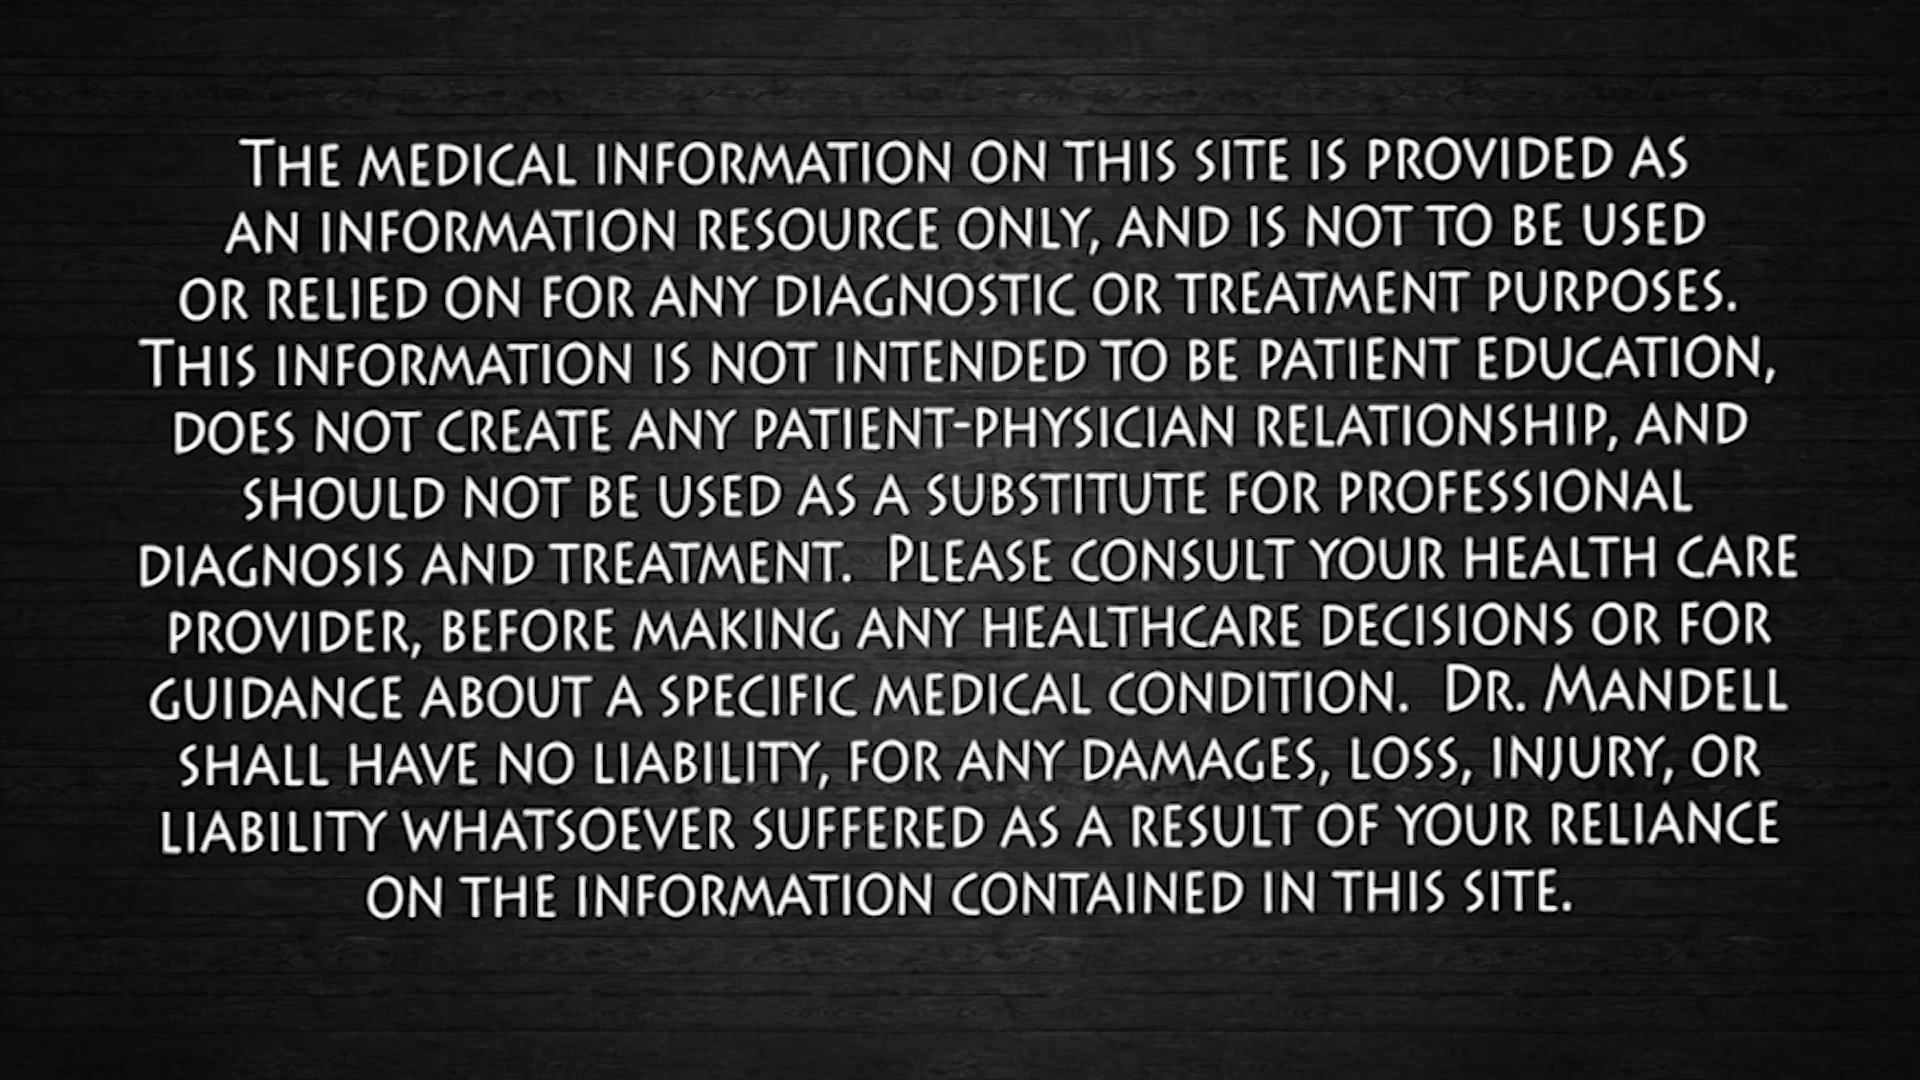 The medical information on this site is provided as
an information resource only, and is not to be used
or relied on for any diagnostic or treatment purposes.
This information is not intended to be patient education,
does not create any patient-physician relationship, and
should not be used as a substitute for professional
diagnosis and treatment. Please consult your health care
provider, before making any healthcare decisions or for
guidance about a specific medical condition. Dr. Mandell
shall have no liability, for any damages, loss, injury, or
liability whatsoever suffered as a result of your reliance
on the information contained in this site.